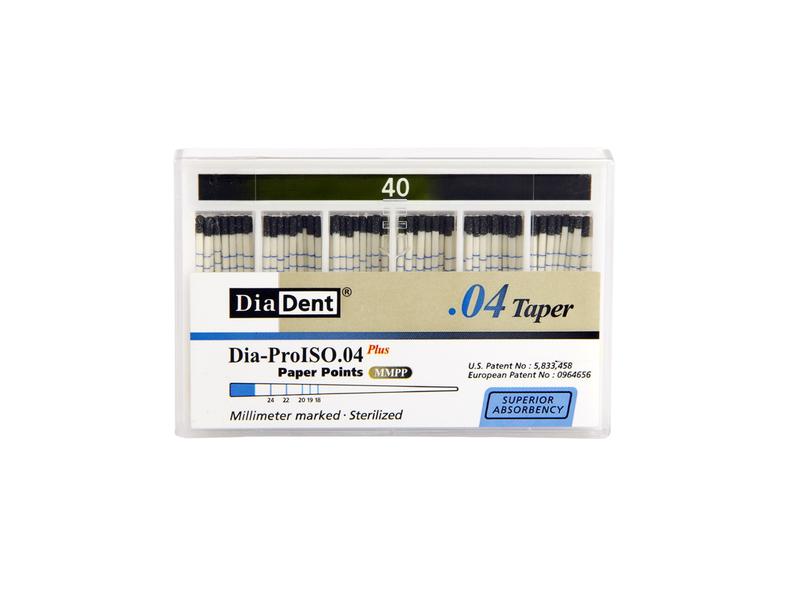 40
DiaDent®
.04 Taper
Dia-ProISO.04 Plus
Paper Points MMPP
U.S. Patent No : 5,833,458
European Patent No : 0964656
24 22 20 19 18
SUPERIOR
ABSORBENCY
Millimeter marked · Sterilized